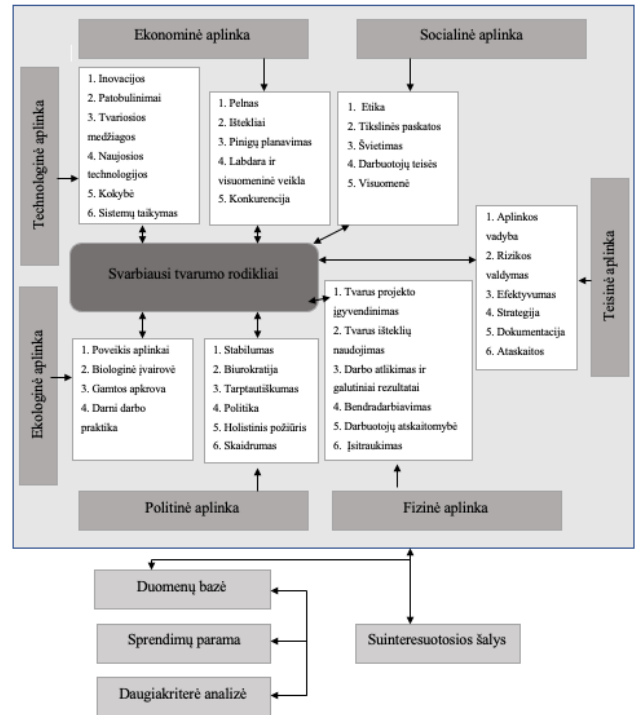 Ekonominė aplinka
Socialinė aplinka
Technologinė aplinka
1. Inovacijos
2. Patobulinimai
3. Tvariosios
medžiagos
4. Naujosios
technologijos
5. Kokybė
6. Sistemų taikymas
1. Pelnas
2. Ištekliai
3. Pinigų planavimas
4. Labdara ir
visuomeninė veikla
5. Konkurencija
1. Etika
2. Tikslinės paskatos
3. Švietimas
4. Darbuotojų teisės
5. Visuomenė
1. Aplinkos
vadyba
2. Rizikos
valdymas
3. Efektyvumas
4. Strategija
5. Dokumentacija
6. Ataskaitos
Teisinė aplinka
Svarbiausi tvarumo rodikliai
Ekologinė aplinka
1. Poveikis aplinkai
2. Biologinė įvairovė
3. Gamtos apkrova
4. Darni darbo
praktika
1. Stabilumas
2. Biurokratija
3. Tarptautiškumas
4. Politika
5. Holistinis požiūris
6. Skaidrumas
1. Tvarus projekto
įgyvendinimas
2. Tvarus išteklių
naudojimas
3. Darbo atlikimas ir
galutiniai rezultatai
4. Bendradarbiavimas
5. Darbuotojų atskaitomybė
6. Įsitraukimas
Politinė aplinka
Fizinė aplinka
Duomenų bazė
Sprendimų parama
Suinteresuotosios šalys
Daugiakriterė analizė